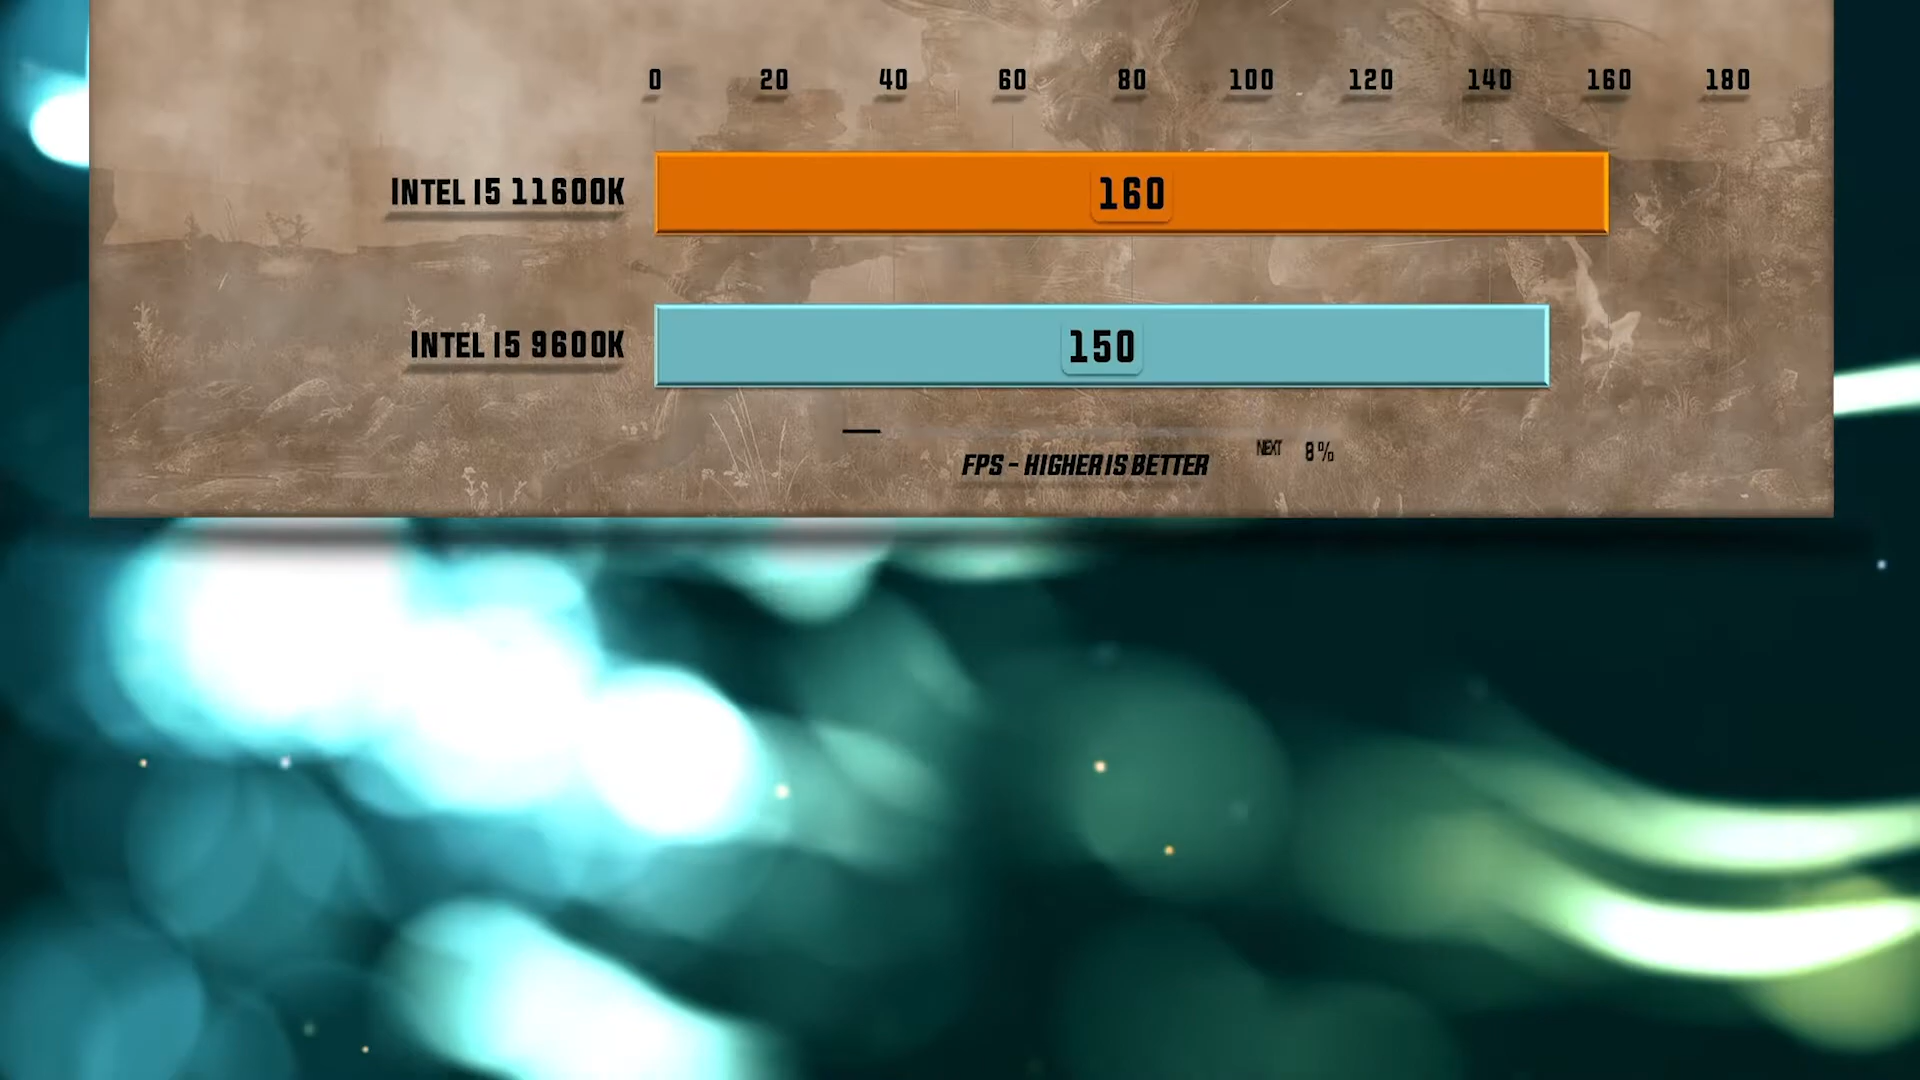 0 20 40 60 80 100 120 140 160 180
INTEL I5 11600K 160
INTEL I5 9600K 150
NEXT 8%
FPS - HIGHER IS BETTER